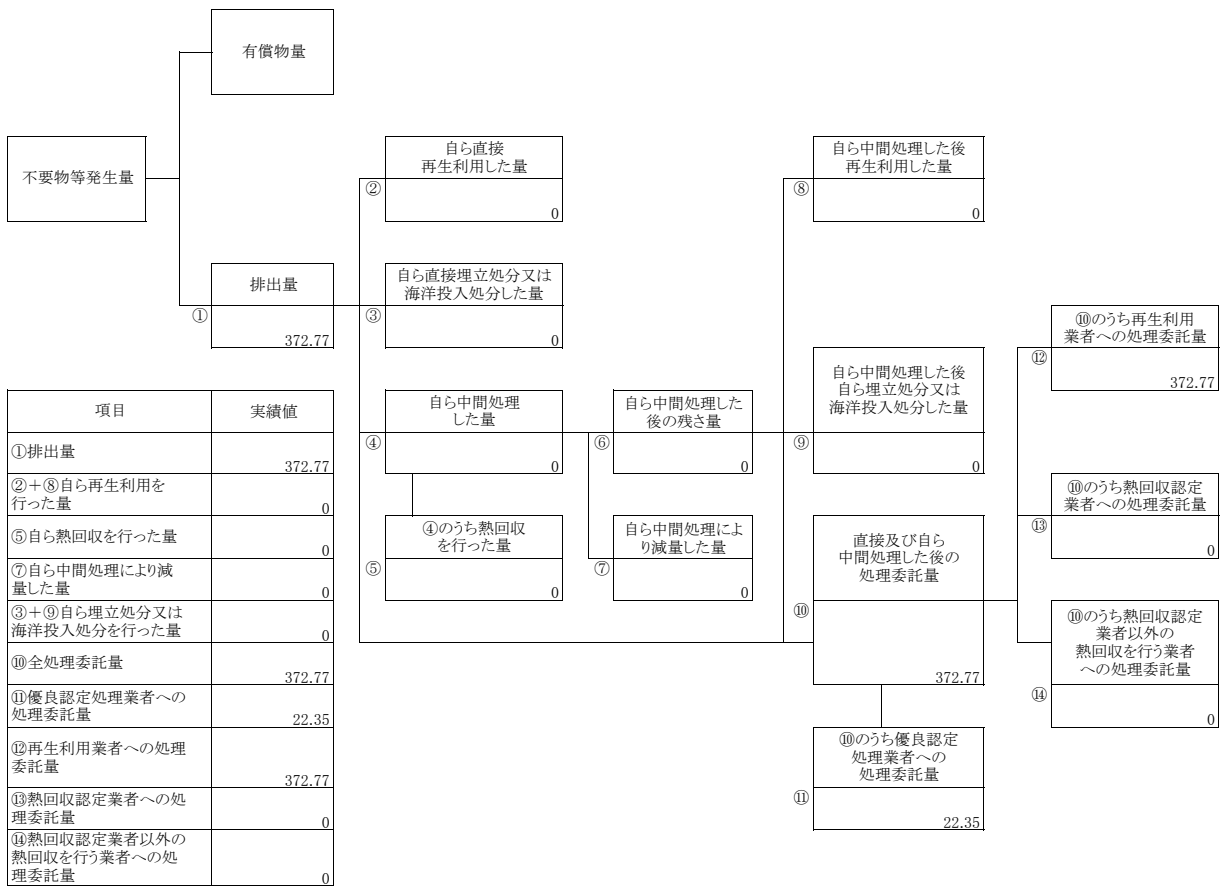 有償物量
不要物等発生量
自ら直接
再生利用した量
②
0
自ら中間処理した後
再生利用した量
⑧
0
排出量
①
372.77
自ら直接埋立処分又は
海洋投入処分した量
③
0
⑩のうち再生利用
業者への処理委託量
⑫
372.77
自ら中間処理
した量
④
0
自ら中間処理した
後の残さ量
⑥
0
自ら中間処理した後
自ら埋立処分又は
海洋投入処分した量
⑨
0
⑩のうち熱回収認定
業者への処理委託量
⑬
0
④のうち熱回収
を行った量
⑤
0
自ら中間処理によ
り減量した量
⑦
0
直接及び自ら
中間処理した後の
処理委託量
⑩
372.77
⑩のうち熱回収認定
業者以外の
熱回収を行う業者
への処理委託量
⑭
0
⑩のうち優良認定
処理業者への
処理委託量
⑪
22.35
項目
実績値
①排出量
372.77
②+⑧自ら再生利用を
行った量
0
⑤自ら熱回収を行った量
0
⑦自ら中間処理により減
量した量
0
③+⑨自ら埋立処分又は
海洋投入処分を行った量
0
⑩全処理委託量
372.77
⑪優良認定処理業者への
処理委託量
22.35
⑫再生利用業者への処理
委託量
372.77
⑬熱回収認定業者への処
理委託量
0
⑭熱回収認定業者以外の
熱回収を行う業者への処
理委託量
0